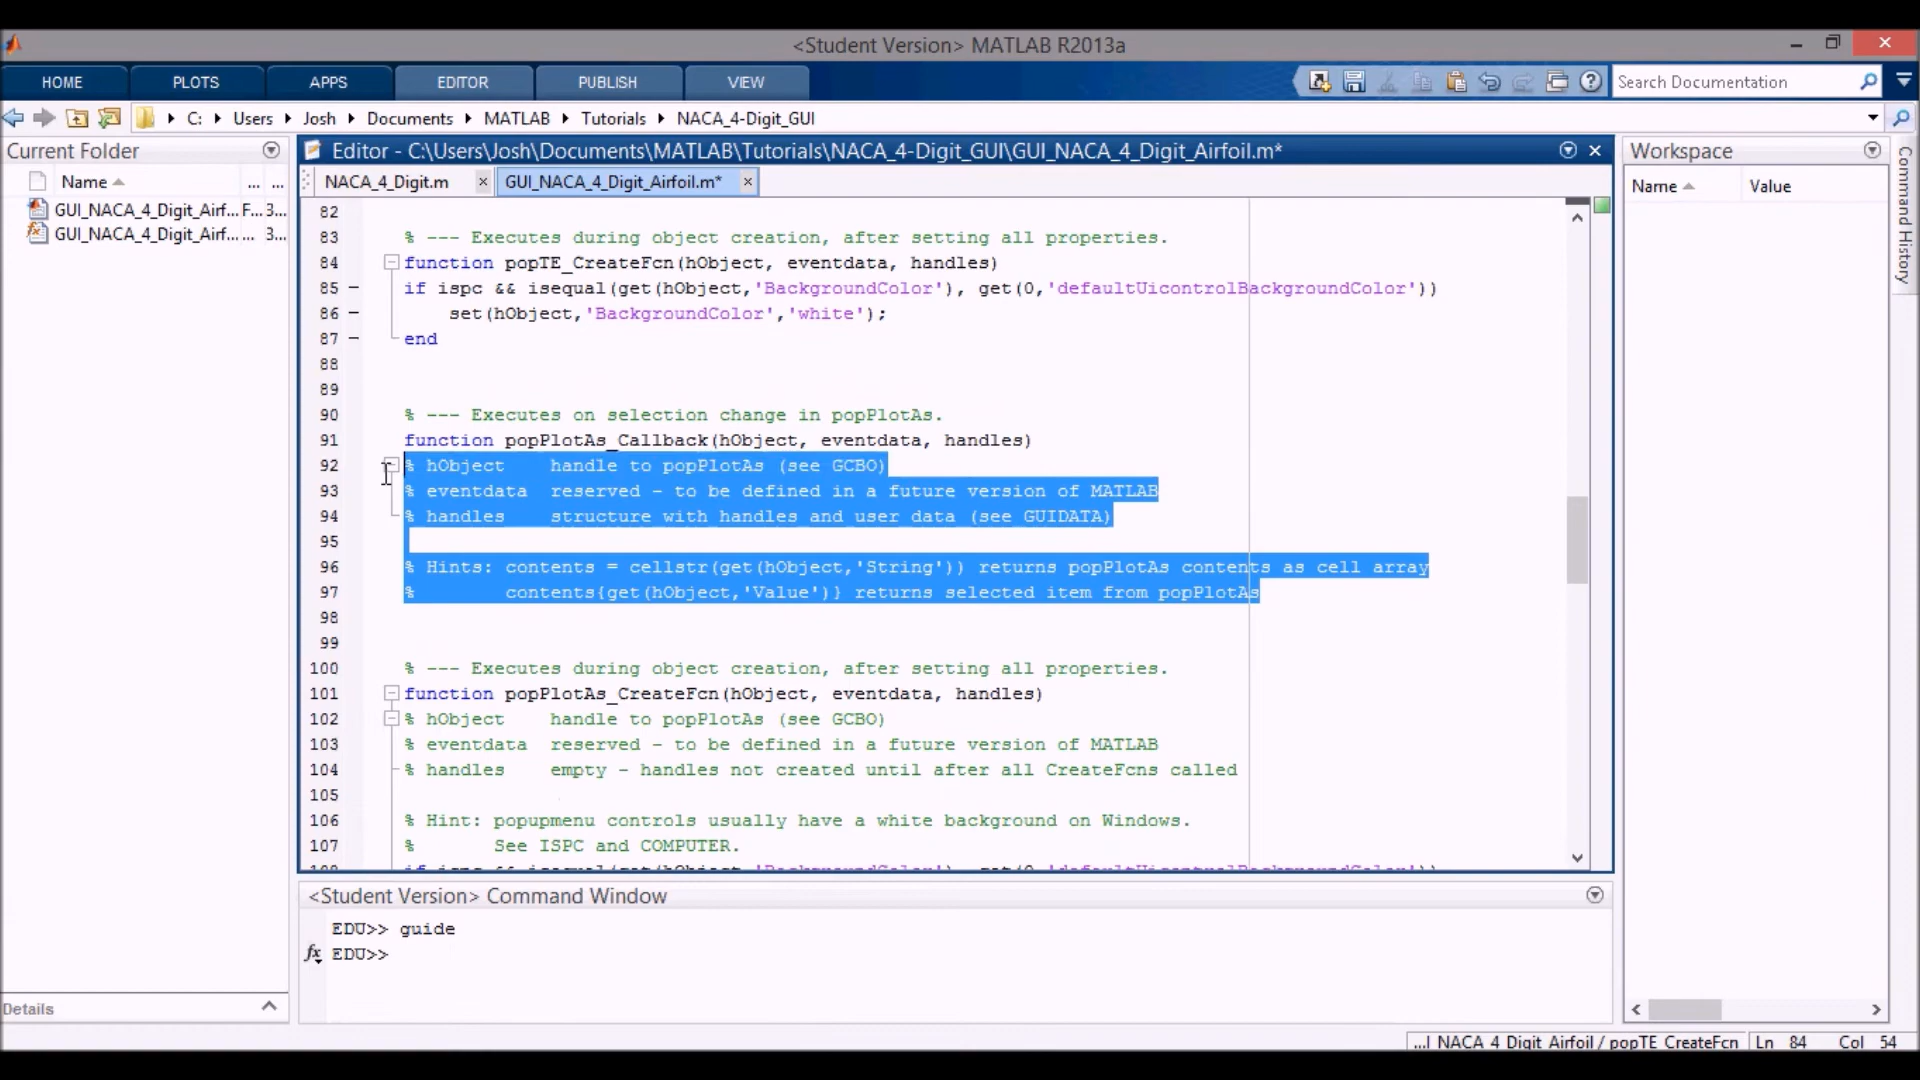 <Student Version> MATLAB R2013a
HOME PLOTS APPS EDITOR PUBLISH VIEW
Search Documentation
C: Users Josh Documents MATLAB Tutorials NACA_4-Digit_GUI
Current Folder
Name ... ...
GUI_NACA_4_Digit_Airf... F... 3...
GUI_NACA_4_Digit_Airf... ... 3...
Details
Editor - C:\Users\Josh\Documents\MATLAB\Tutorials\NACA_4-Digit_GUI\GUI_NACA_4_Digit_Airfoil.m*
NACA_4_Digit.m GUI_NACA_4_Digit_Airfoil.m*
82
83 % --- Executes during object creation, after setting all properties.
84 function popTE_CreateFcn(hObject, eventdata, handles)
85 if ispc && isequal(get(hObject,'BackgroundColor'), get(0,'defaultUicontrolBackgroundColor'))
86 set(hObject,'BackgroundColor','white');
87 end
88
89
90 % --- Executes on selection change in popPlotAs.
91 function popPlotAs_Callback(hObject, eventdata, handles)
92 % hObject handle to popPlotAs (see GCBO)
93 % eventdata reserved - to be defined in a future version of MATLAB
94 % handles structure with handles and user data (see GUIDATA)
95
96 % Hints: contents = cellstr(get(hObject,'String')) returns popPlotAs contents as cell array
97 % contents{get(hObject,'Value')} returns selected item from popPlotAs
98
99
100 % --- Executes during object creation, after setting all properties.
101 function popPlotAs_CreateFcn(hObject, eventdata, handles)
102 % hObject handle to popPlotAs (see GCBO)
103 % eventdata reserved - to be defined in a future version of MATLAB
104 % handles empty - handles not created until after all CreateFcns called
105
106 % Hint: popupmenu controls usually have a white background on Windows.
107 % See ISPC and COMPUTER.
108 if ispc && isequal(get(hObject,'BackgroundColor'), get(0,'defaultUicontrolBackgroundColor'))
<Student Version> Command Window
EDU>> guide
fx EDU>>
Workspace
Name Value
Command History
...l NACA 4 Digit Airfoil / popTE CreateFcn Ln 84 Col 54